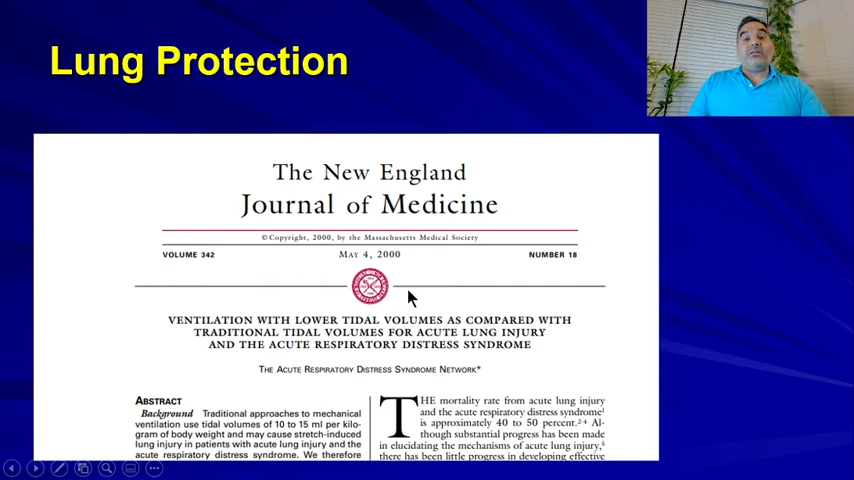 Lung Protection
The New England
Journal of Medicine
©Copyright, 2000, by the Massachusetts Medical Society
VOLUME 342
MAY 4, 2000
NUMBER 18
VENTILATION WITH LOWER TIDAL VOLUMES AS COMPARED WITH
TRADITIONAL TIDAL VOLUMES FOR ACUTE LUNG INJURY
AND THE ACUTE RESPIRATORY DISTRESS SYNDROME
THE ACUTE RESPIRATORY DISTRESS SYNDROME NETWORK*
ABSTRACT
Background Traditional approaches to mechanical
ventilation use tidal volumes of 10 to 15 ml per kilo-
gram of body weight and may cause stretch-induced
lung injury in patients with acute lung injury and the
acute respiratory distress syndrome. We therefore
THE mortality rate from acute lung injury
and the acute respiratory distress syndrome1
is approximately 40 to 50 percent.2-4 Al-
though substantial progress has been made
in elucidating the mechanisms of acute lung injury,5
there has been little progress in developing effective